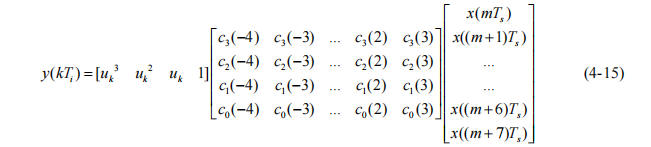 y(kT_i) = [u_k^3 u_k^2 u_k 1] [c_3(-4) c_3(-3) ... c_3(2) c_3(3); c_2(-4) c_2(-3) ... c_2(2) c_2(3); c_1(-4) c_1(-3) ... c_1(2) c_1(3); c_0(-4) c_0(-3) ... c_0(2) c_0(3)] [x(mT_s); x((m+1)T_s); ...; ...; x((m+6)T_s); x((m+7)T_s)] (4-15)